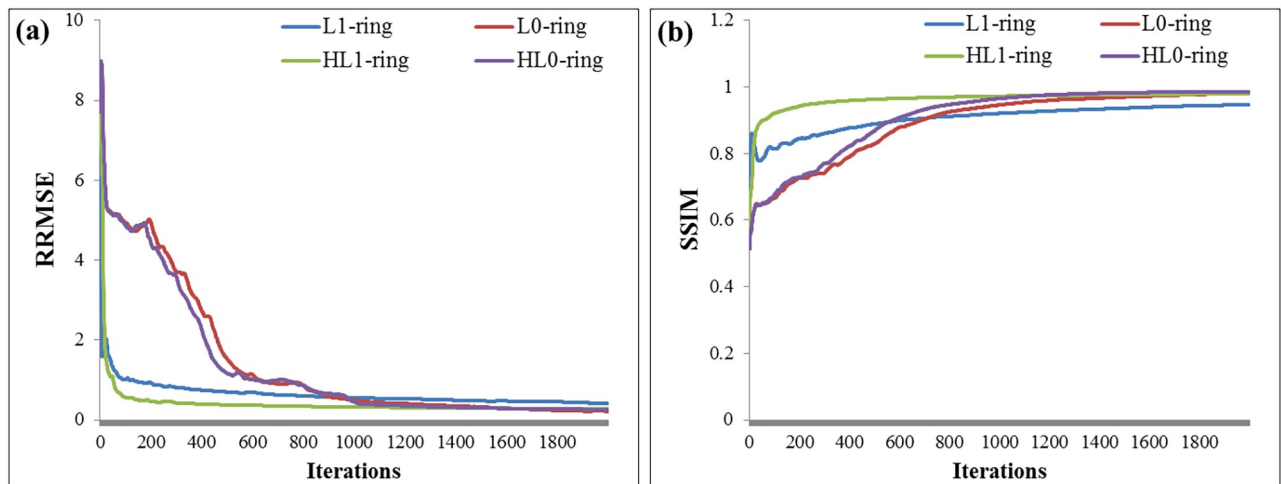 (a)
L1-ring L0-ring
HL1-ring HL0-ring
10
8
6
4
2
0
RRMSE
0 200 400 600 800 1000 1200 1400 1600 1800
Iterations
(b)
L1-ring L0-ring
HL1-ring HL0-ring
1.2
1
0.8
0.6
0.4
0.2
0
SSIM
0 200 400 600 800 1000 1200 1400 1600 1800
Iterations